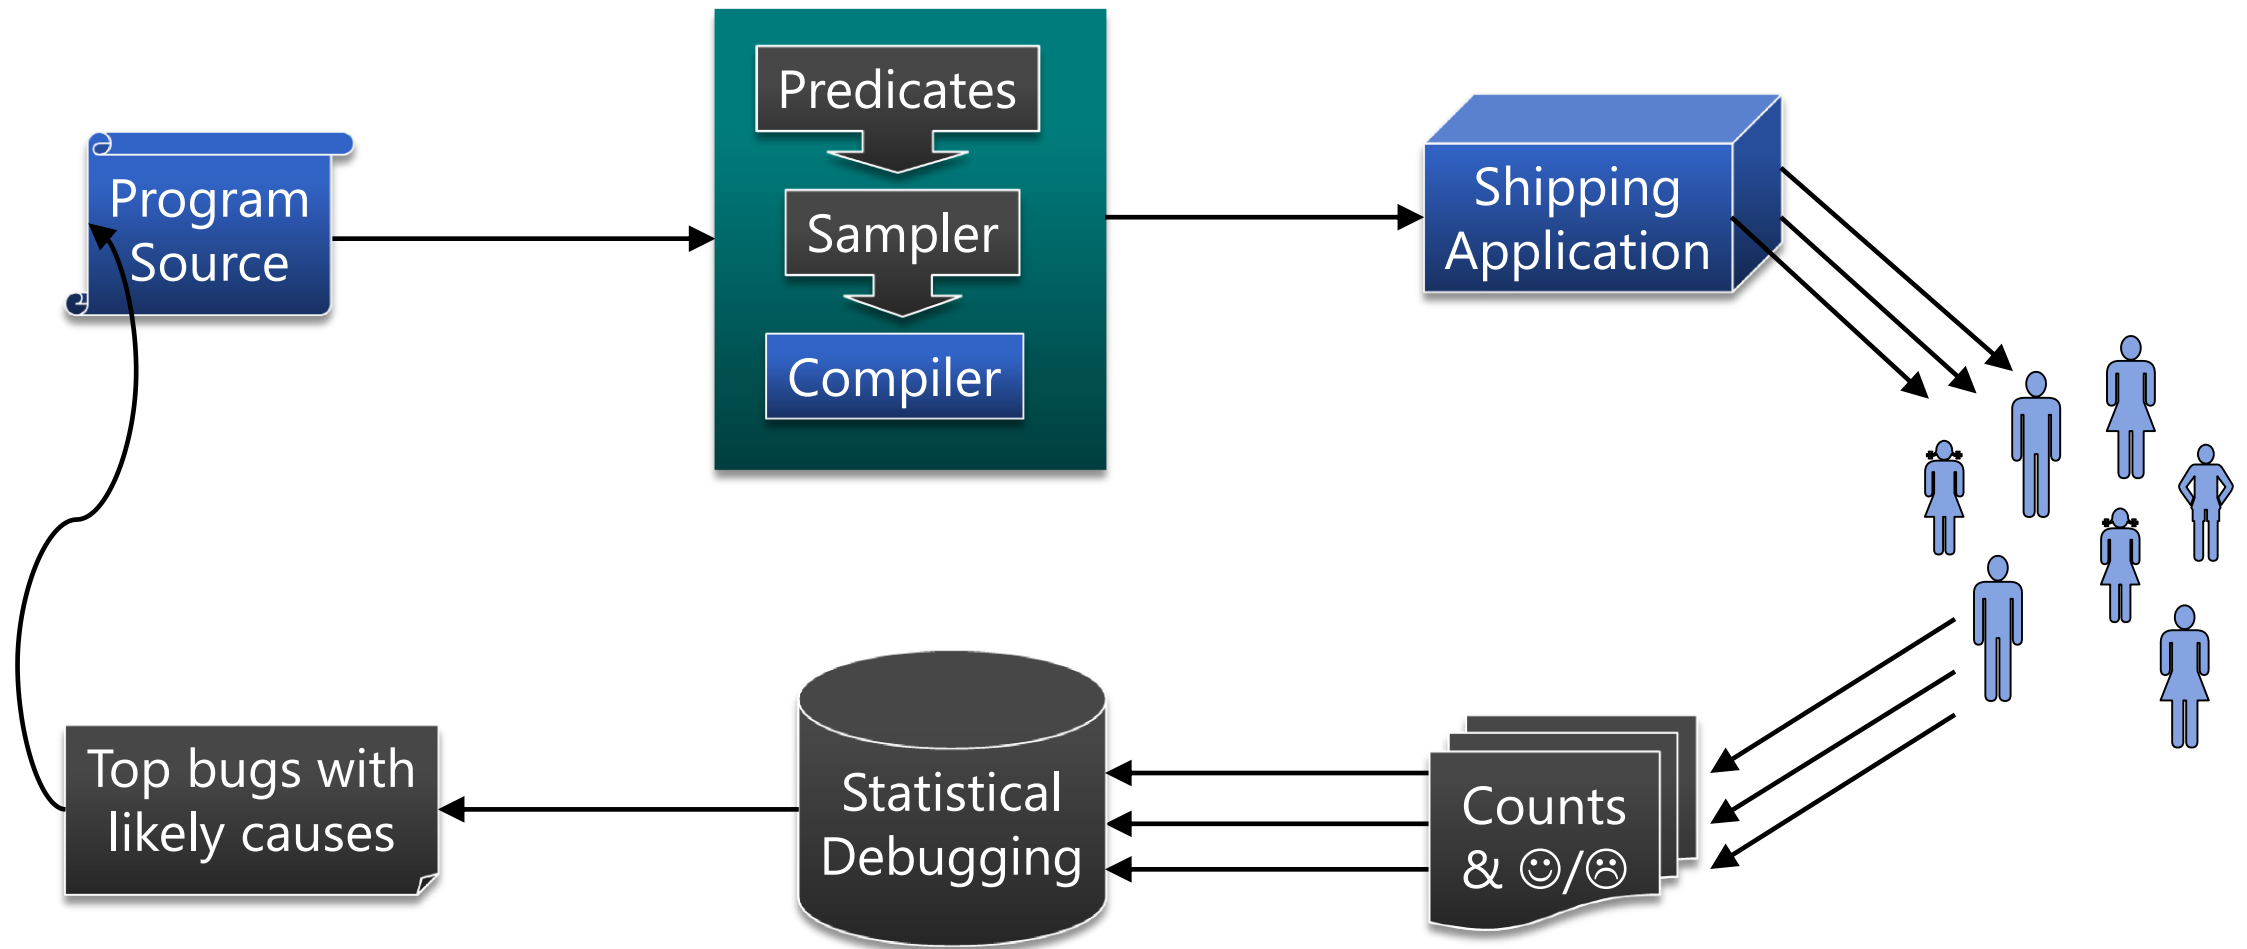 Program
Source
Predicates
Sampler
Compiler
Shipping
Application
Counts
& ☺/☹
Statistical
Debugging
Top bugs with
likely causes